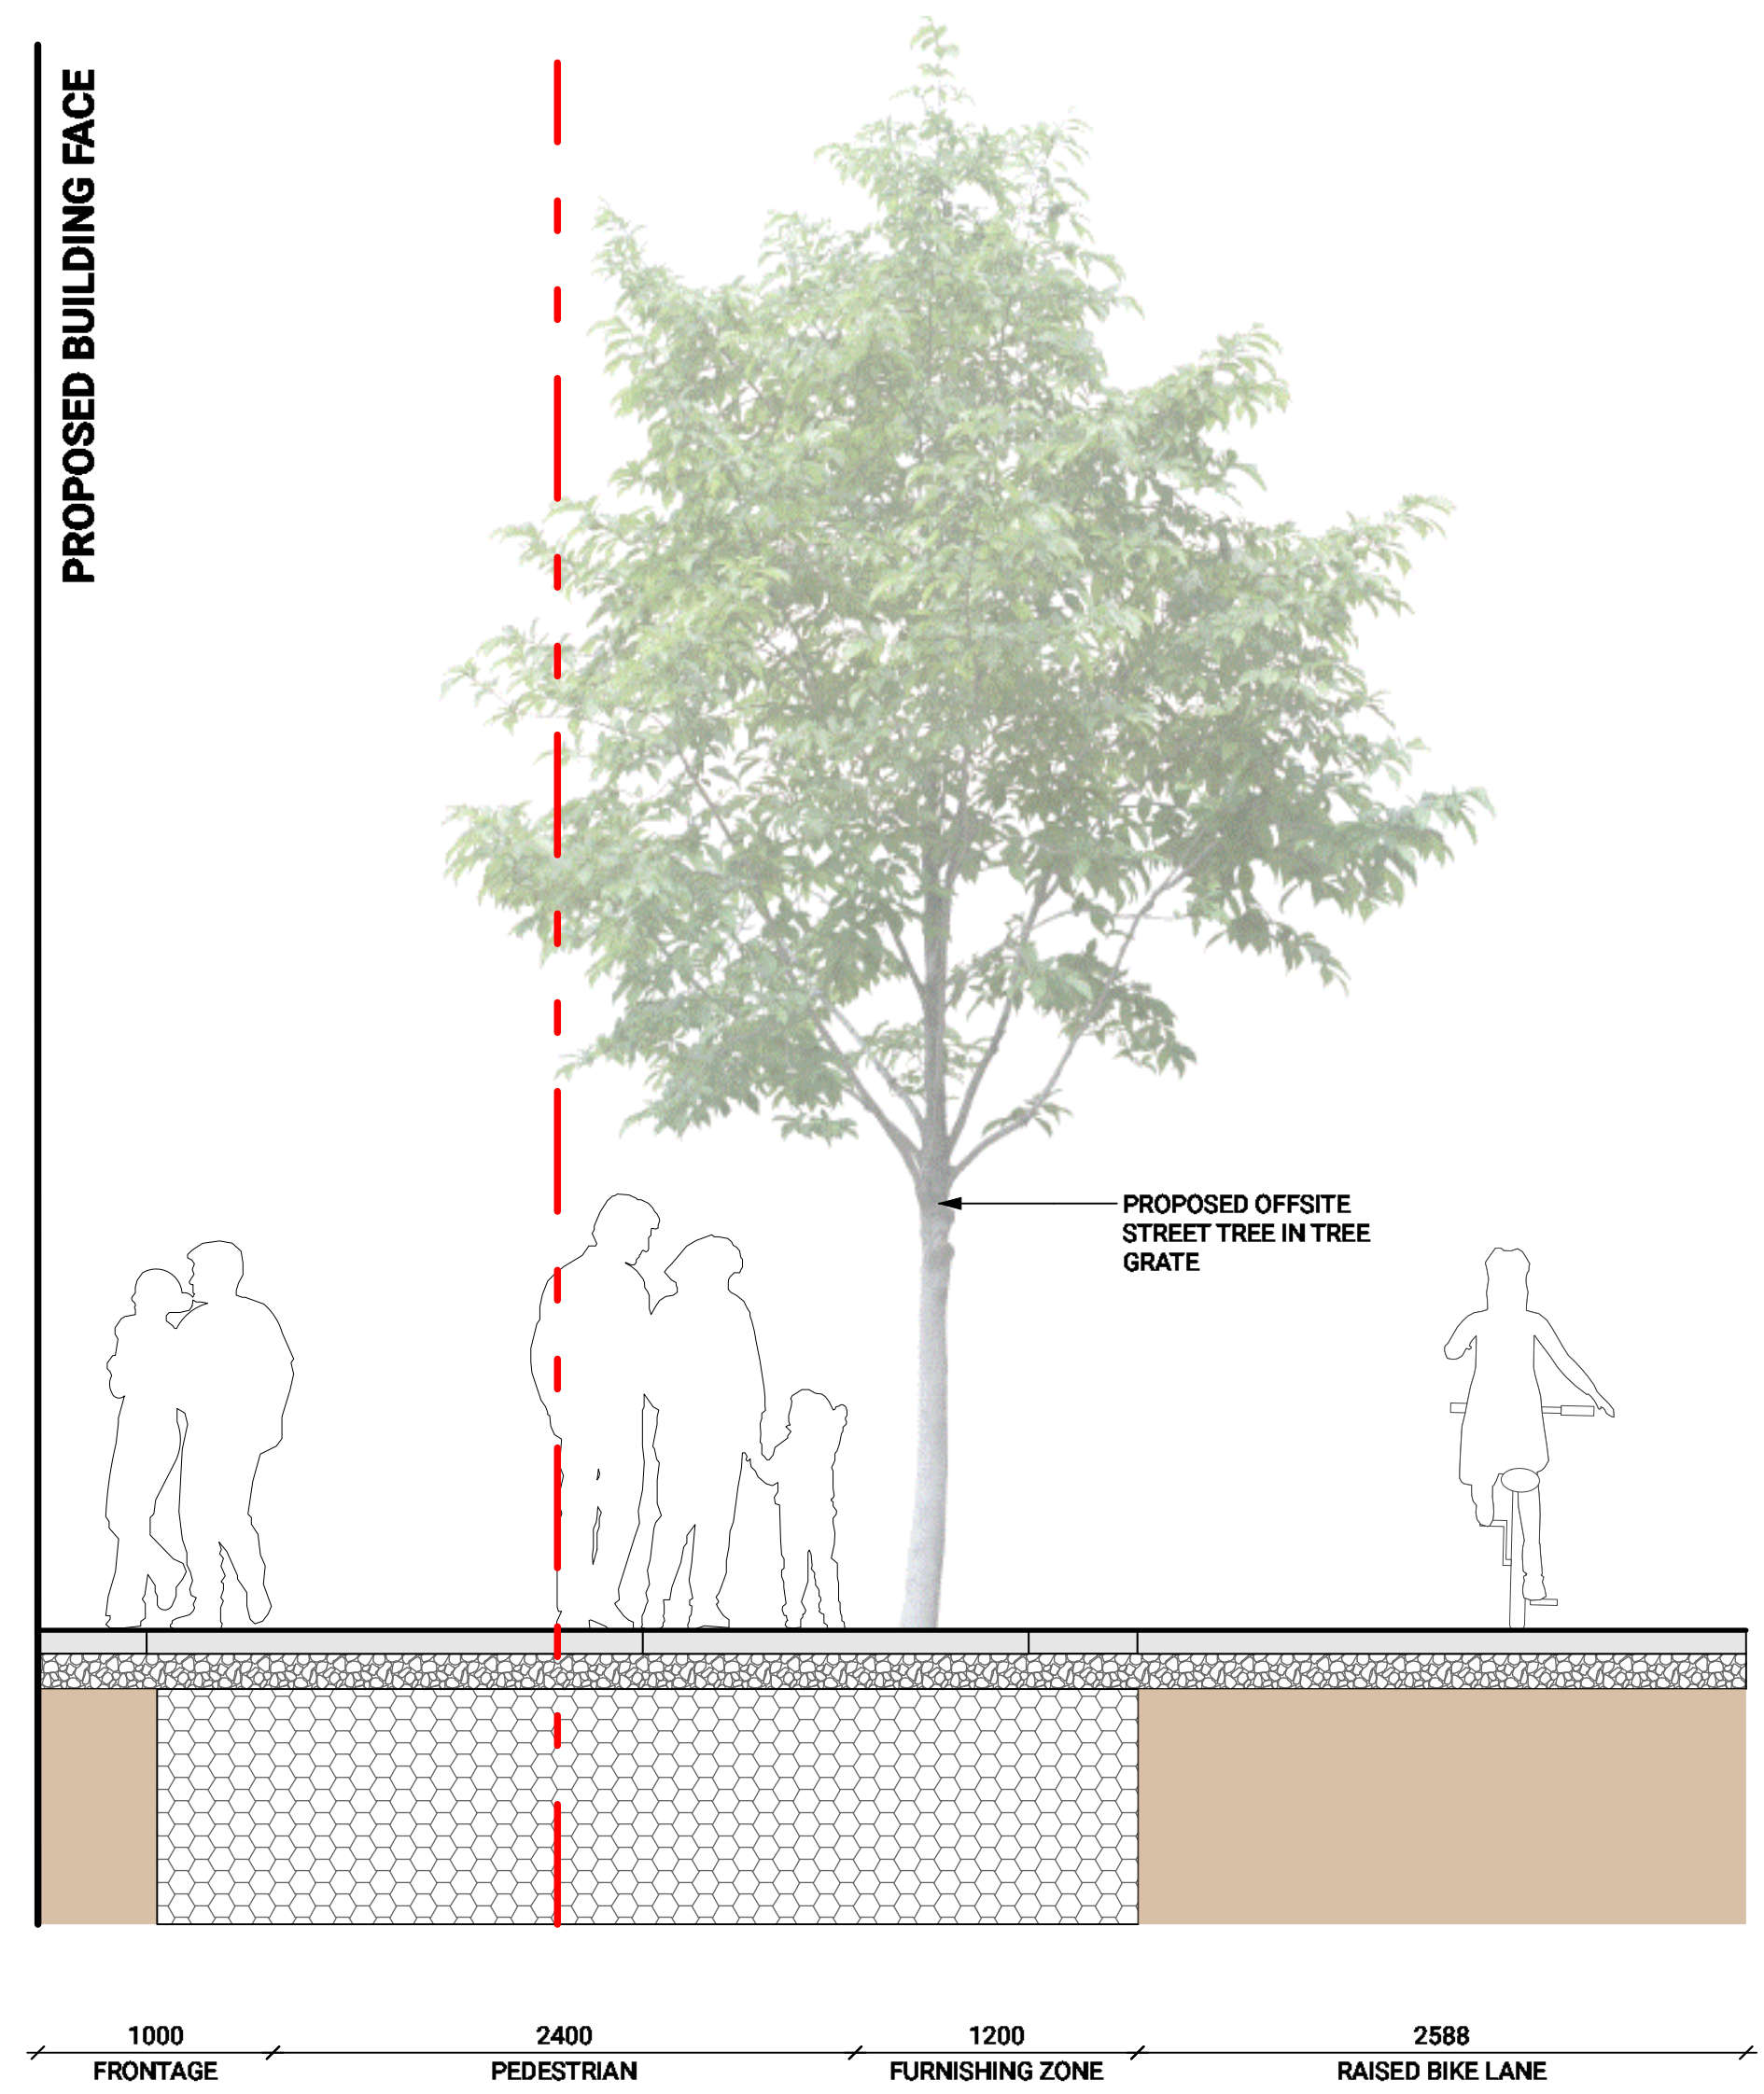 PROPOSED BUILDING FACE
PROPOSED OFFSITE
STREET TREE IN TREE
GRATE
1000
2400
1200
2588
FRONTAGE
PEDESTRIAN
FURNISHING ZONE
RAISED BIKE LANE